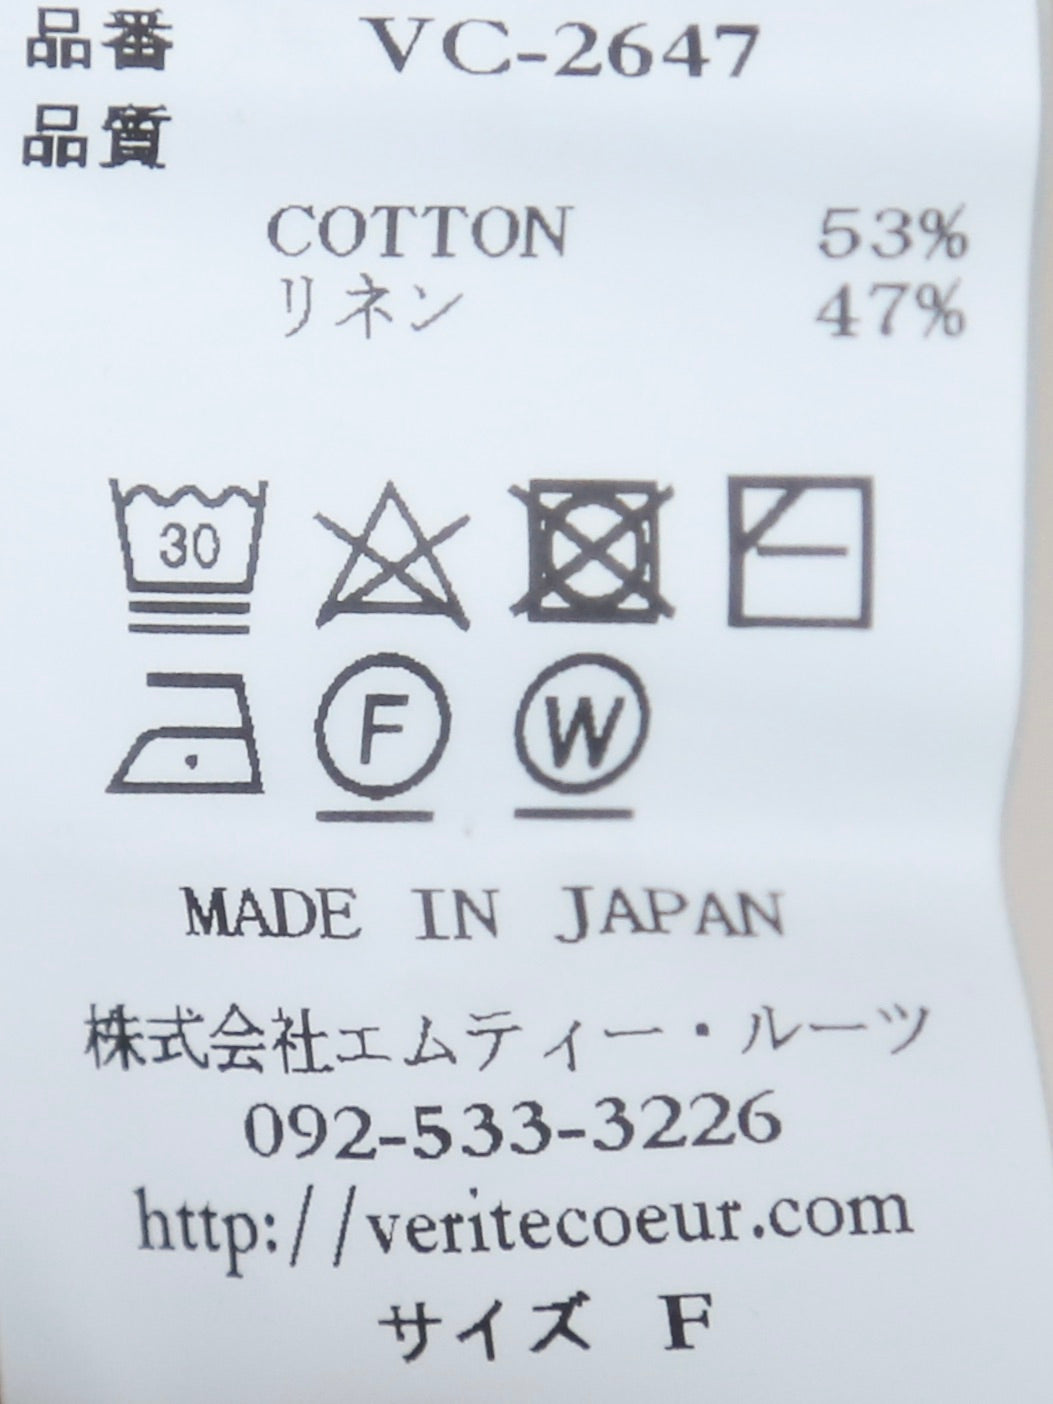 品番 VC-2647
品質
COTTON 53%
リネン 47%
30
F W
MADE IN JAPAN
株式会社エムティー・ルーツ
092-533-3226
http://veritecoeur.com
サイズ F